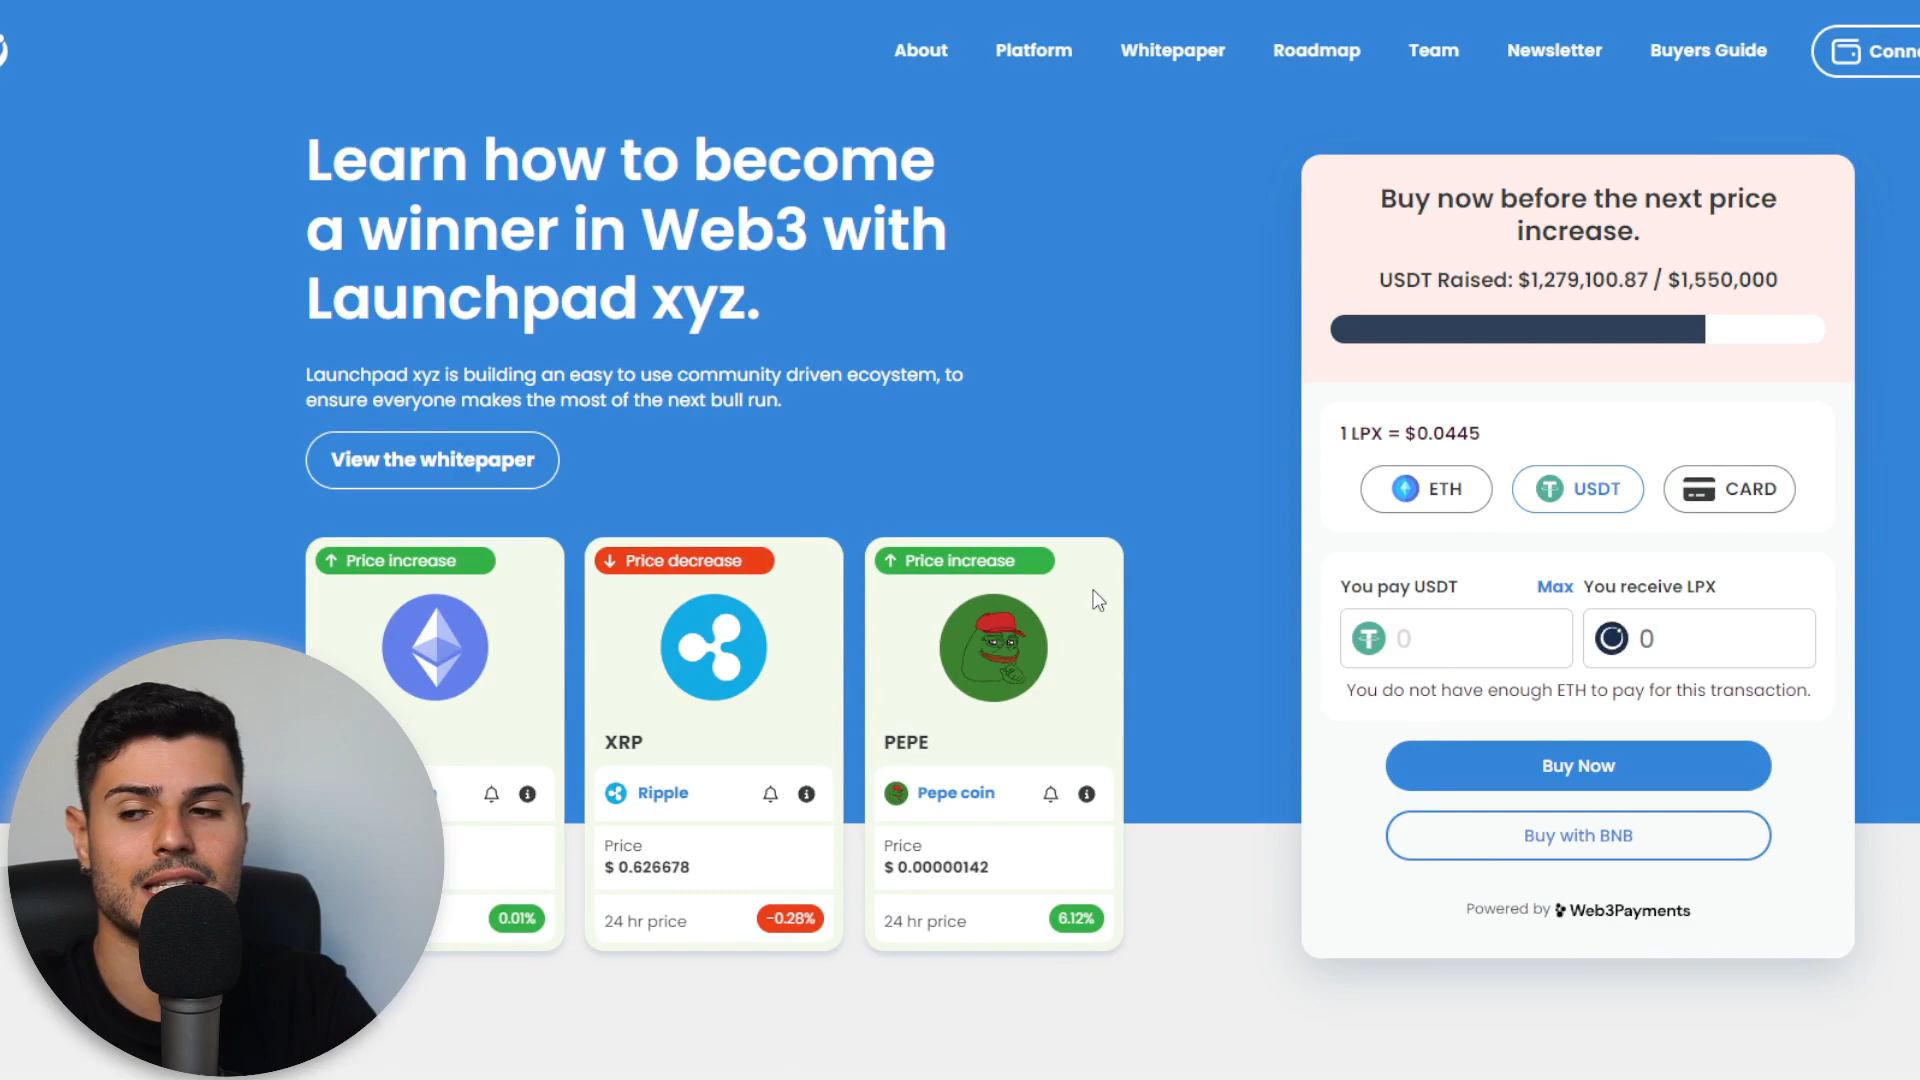 About Platform Whitepaper Roadmap Team Newsletter Buyers Guide
Learn how to become
a winner in Web3 with
Launchpad xyz.
Launchpad xyz is building an easy to use community driven ecoystem, to
ensure everyone makes the most of the next bull run.
View the whitepaper
Price increase
Price decrease
Price increase
XRP
PEPE
Ripple
Pepe coin
Price
$ 0.626678
Price
$ 0.00000142
0.01%
24 hr price -0.28%
24 hr price 6.12%
Buy now before the next price
increase.
USDT Raised: $1,279,100.87 / $1,550,000
1 LPX = $0.0445
ETH USDT CARD
You pay USDT Max You receive LPX
0 0
You do not have enough ETH to pay for this transaction.
Buy Now
Buy with BNB
Powered by Web3Payments